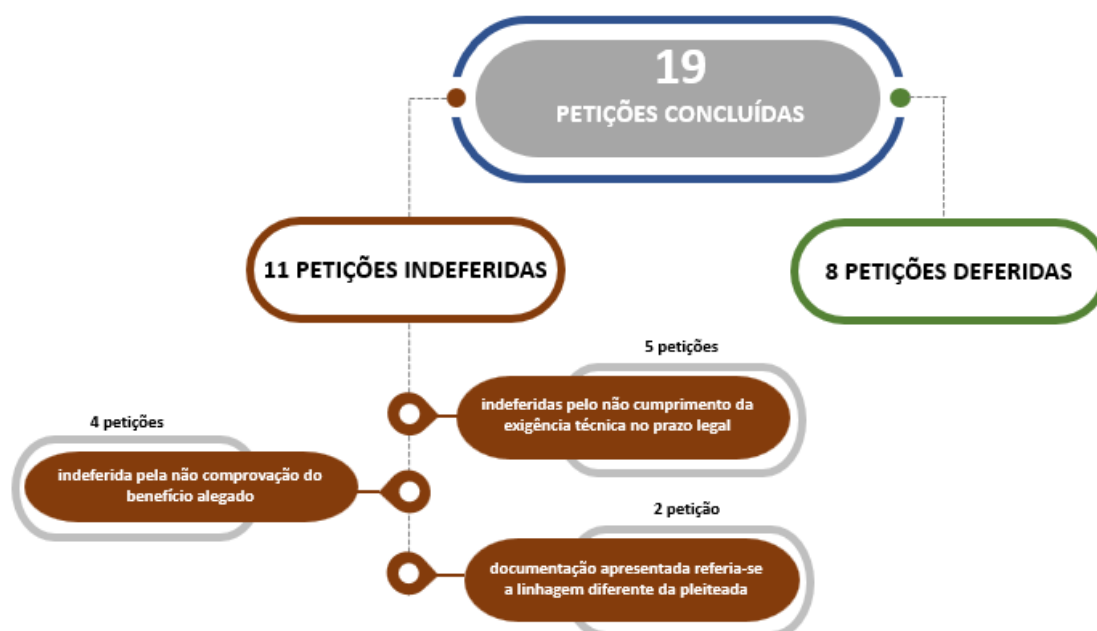 19
PETIÇÕES CONCLUÍDAS
11 PETIÇÕES INDEFERIDAS
8 PETIÇÕES DEFERIDAS
5 petições
indeferidas pelo não cumprimento da
exigência técnica no prazo legal
4 petições
indeferida pela não comprovação do
benefício alegado
2 petição
documentação apresentada referia-se
a linhagem diferente da pleiteada